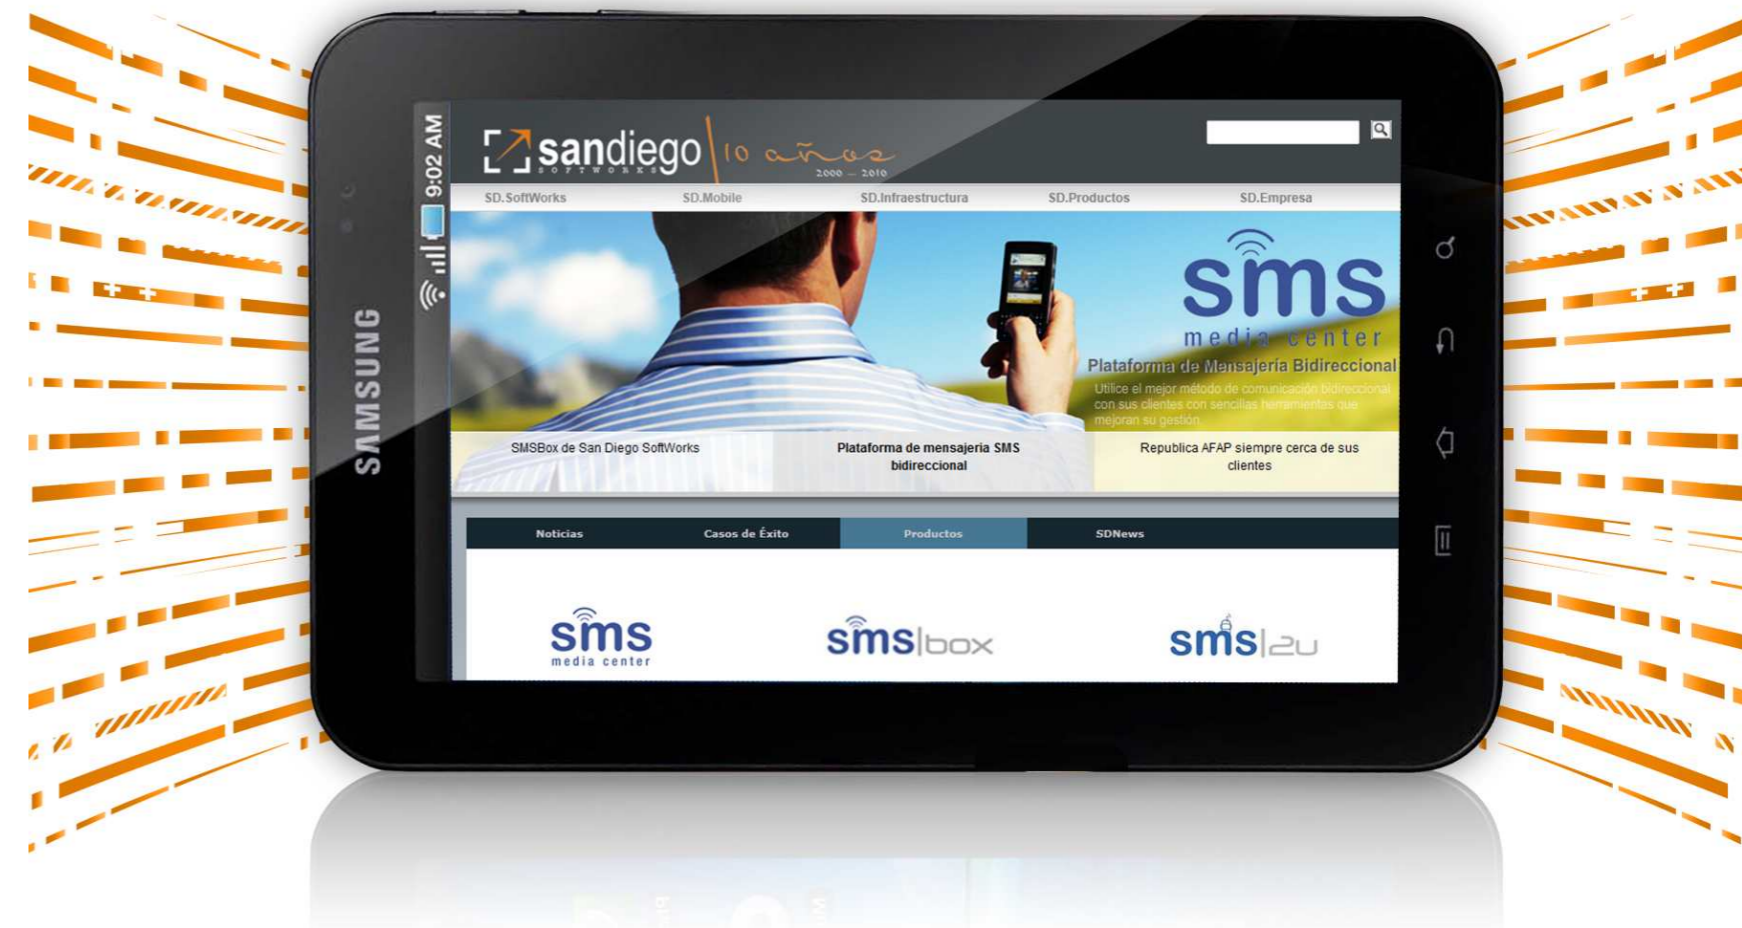 SAMSUNG
9:02 AM
sandiego
SOFTWORKS
10 años
2000 – 2010
SD.SoftWorks
SD.Mobile
SD.Infraestructura
SD.Productos
SD.Empresa
sms
media center
Plataforma de Mensajería Bidireccional
Utilice el mejor método de comunicación bidireccional
con sus clientes con sencillas herramientas que
mejoran su gestión.
SMSBox de San Diego SoftWorks
Plataforma de mensajeria SMS
bidireccional
Republica AFAP siempre cerca de sus
clientes
Noticias
Casos de Éxito
Productos
SDNews
sms
media center
sms|box
sms|2u